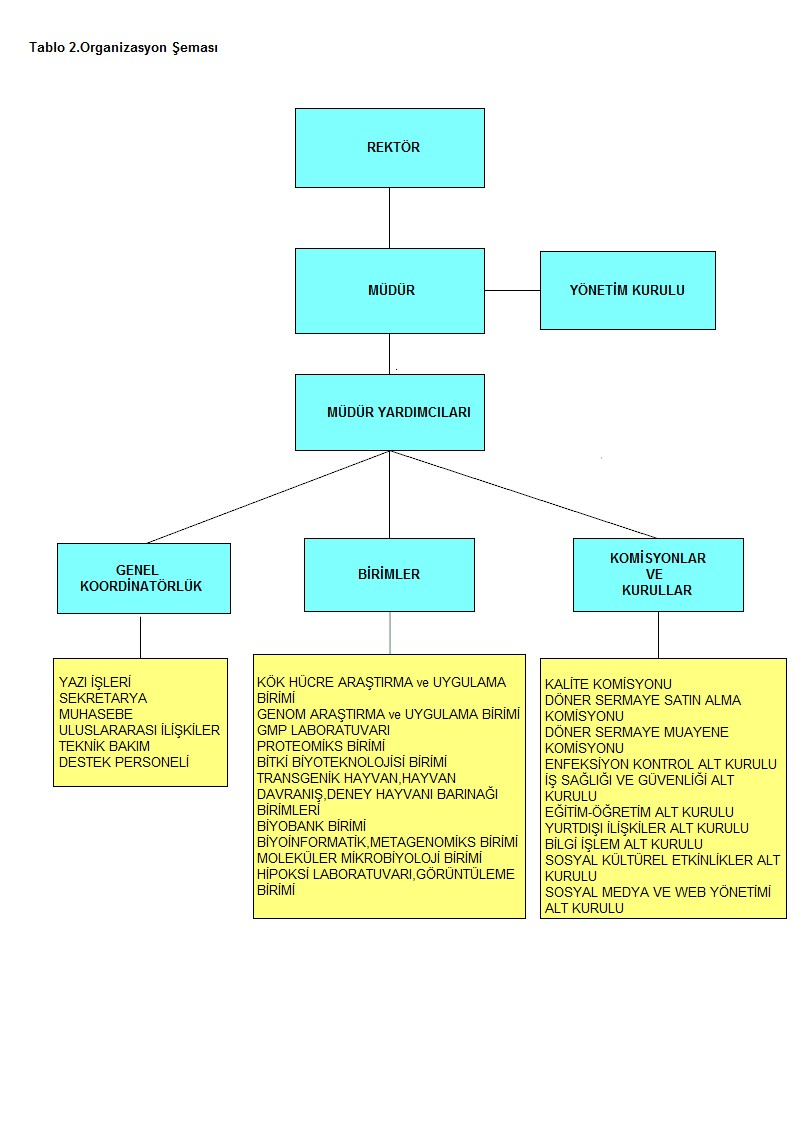 Tablo 2.Organizasyon Şeması
REKTÖR
MÜDÜR
YÖNETİM KURULU
MÜDÜR YARDIMCILARI
GENEL
KOORDİNATÖRLÜK
BİRİMLER
KOMİSYONLAR
VE
KURULLAR
YAZI İŞLERİ
SEKRETARYA
MUHASEBE
ULUSLARARASI İLİŞKİLER
TEKNİK BAKIM
DESTEK PERSONELİ
KÖK HÜCRE ARAŞTIRMA ve UYGULAMA
BİRİMİ
GENOM ARAŞTIRMA ve UYGULAMA BİRİMİ
GMP LABORATUVARI
PROTEOMİKS BİRİMİ
BİTKİ BİYOTEKNOLOJİSİ BİRİMİ
TRANSGENİK HAYVAN,HAYVAN
DAVRANIŞ,DENEY HAYVANI BARINAĞI
BİRİMLERİ
BİYOBANK BİRİMİ
BİYOİNFORMATİK,METAGENOMİKS BİRİMİ
MOLEKÜLER MİKROBİYOLOJİ BİRİMİ
HİPOKSİ LABORATUVARI,GÖRÜNTÜLEME
BİRİMİ
KALİTE KOMİSYONU
DÖNER SERMAYE SATIN ALMA
KOMİSYONU
DÖNER SERMAYE MUAYENE
KOMİSYONU
ENFEKSİYON KONTROL ALT KURULU
İŞ SAĞLIĞI VE GÜVENLİĞİ ALT
KURULU
EĞİTİM-ÖĞRETİM ALT KURULU
YURTDIŞI İLİŞKİLER ALT KURULU
BİLGİ İŞLEM ALT KURULU
SOSYAL KÜLTÜREL ETKİNLİKLER ALT
KURULU
SOSYAL MEDYA VE WEB YÖNETİMİ
ALT KURULU